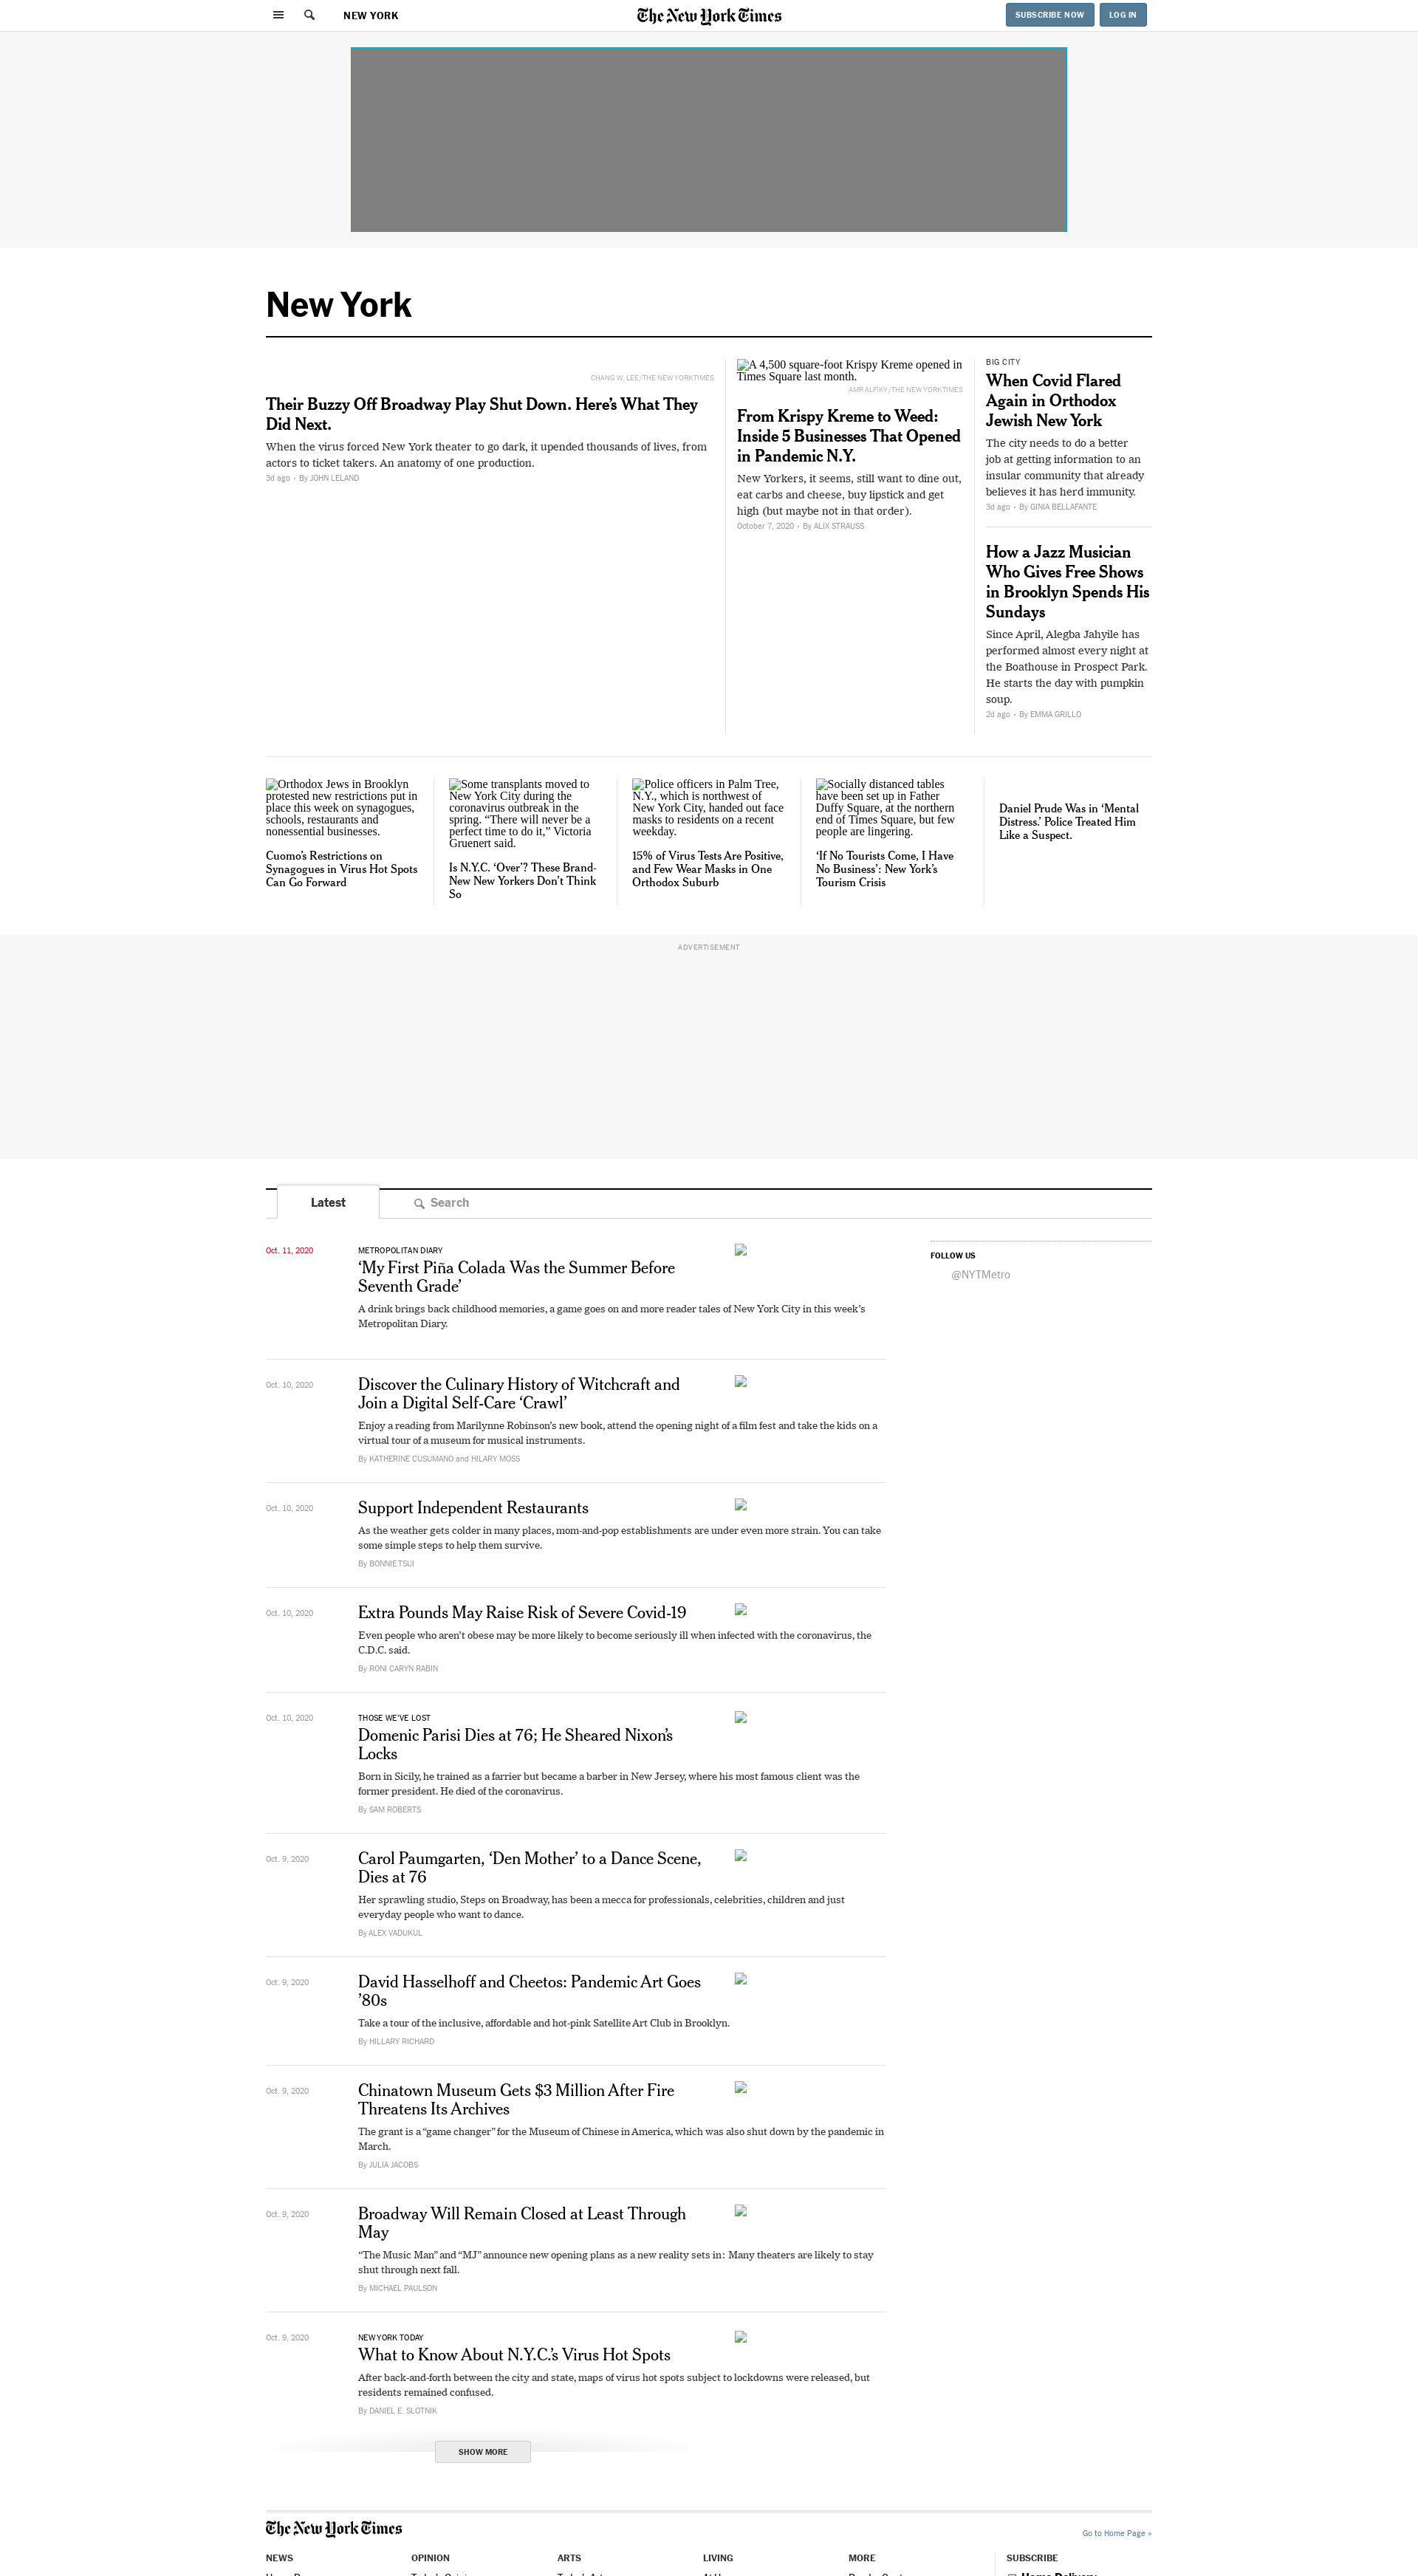 NEW YORK
The New York Times
SUBSCRIBE NOW
LOG IN
New York
CHANG W. LEE/THE NEW YORK TIMES
Their Buzzy Off Broadway Play Shut Down. Here’s What They
Did Next.
When the virus forced New York theater to go dark, it upended thousands of lives, from
actors to ticket takers. An anatomy of one production.
3d ago • By JOHN LELAND
A 4,500 square-foot Krispy Kreme opened in
Times Square last month.
AMR ALFIKY/THE NEW YORK TIMES
From Krispy Kreme to Weed:
Inside 5 Businesses That Opened
in Pandemic N.Y.
New Yorkers, it seems, still want to dine out,
eat carbs and cheese, buy lipstick and get
high (but maybe not in that order).
October 7, 2020 • By ALIX STRAUSS
BIG CITY
When Covid Flared
Again in Orthodox
Jewish New York
The city needs to do a better
job at getting information to an
insular community that already
believes it has herd immunity.
3d ago • By GINIA BELLAFANTE
How a Jazz Musician
Who Gives Free Shows
in Brooklyn Spends His
Sundays
Since April, Alegba Jahyile has
performed almost every night at
the Boathouse in Prospect Park.
He starts the day with pumpkin
soup.
2d ago • By EMMA GRILLO
Orthodox Jews in Brooklyn
protested new restrictions put in
place this week on synagogues,
schools, restaurants and
nonessential businesses.
Cuomo’s Restrictions on
Synagogues in Virus Hot Spots
Can Go Forward
Some transplants moved to
New York City during the
coronavirus outbreak in the
spring. “There will never be a
perfect time to do it,” Victoria
Gruenert said.
Is N.Y.C. ‘Over’? These Brand-
New New Yorkers Don’t Think
So
Police officers in Palm Tree,
N.Y., which is northwest of
New York City, handed out face
masks to residents on a recent
weekday.
15% of Virus Tests Are Positive,
and Few Wear Masks in One
Orthodox Suburb
Socially distanced tables
have been set up in Father
Duffy Square, at the northern
end of Times Square, but few
people are lingering.
‘If No Tourists Come, I Have
No Business’: New York’s
Tourism Crisis
Daniel Prude Was in ‘Mental
Distress.’ Police Treated Him
Like a Suspect.
ADVERTISEMENT
Latest
Search
Oct. 11, 2020
METROPOLITAN DIARY
‘My First Piña Colada Was the Summer Before
Seventh Grade’
A drink brings back childhood memories, a game goes on and more reader tales of New York City in this week’s
Metropolitan Diary.
FOLLOW US
@NYTMetro
Oct. 10, 2020
Discover the Culinary History of Witchcraft and
Join a Digital Self-Care ‘Crawl’
Enjoy a reading from Marilynne Robinson’s new book, attend the opening night of a film fest and take the kids on a
virtual tour of a museum for musical instruments.
By KATHERINE CUSUMANO and HILARY MOSS
Oct. 10, 2020
Support Independent Restaurants
As the weather gets colder in many places, mom-and-pop establishments are under even more strain. You can take
some simple steps to help them survive.
By BONNIE TSUI
Oct. 10, 2020
Extra Pounds May Raise Risk of Severe Covid-19
Even people who aren’t obese may be more likely to become seriously ill when infected with the coronavirus, the
C.D.C. said.
By RONI CARYN RABIN
Oct. 10, 2020
THOSE WE’VE LOST
Domenic Parisi Dies at 76; He Sheared Nixon’s
Locks
Born in Sicily, he trained as a farrier but became a barber in New Jersey, where his most famous client was the
former president. He died of the coronavirus.
By SAM ROBERTS
Oct. 9, 2020
Carol Paumgarten, ‘Den Mother’ to a Dance Scene,
Dies at 76
Her sprawling studio, Steps on Broadway, has been a mecca for professionals, celebrities, children and just
everyday people who want to dance.
By ALEX VADUKUL
Oct. 9, 2020
David Hasselhoff and Cheetos: Pandemic Art Goes
’80s
Take a tour of the inclusive, affordable and hot-pink Satellite Art Club in Brooklyn.
By HILLARY RICHARD
Oct. 9, 2020
Chinatown Museum Gets $3 Million After Fire
Threatens Its Archives
The grant is a “game changer” for the Museum of Chinese in America, which was also shut down by the pandemic in
March.
By JULIA JACOBS
Oct. 9, 2020
Broadway Will Remain Closed at Least Through
May
“The Music Man” and “MJ” announce new opening plans as a new reality sets in: Many theaters are likely to stay
shut through next fall.
By MICHAEL PAULSON
Oct. 9, 2020
NEW YORK TODAY
What to Know About N.Y.C.’s Virus Hot Spots
After back-and-forth between the city and state, maps of virus hot spots subject to lockdowns were released, but
residents remained confused.
By DANIEL E. SLOTNIK
SHOW MORE
The New York Times
Go to Home Page »
NEWS
OPINION
ARTS
LIVING
MORE
SUBSCRIBE